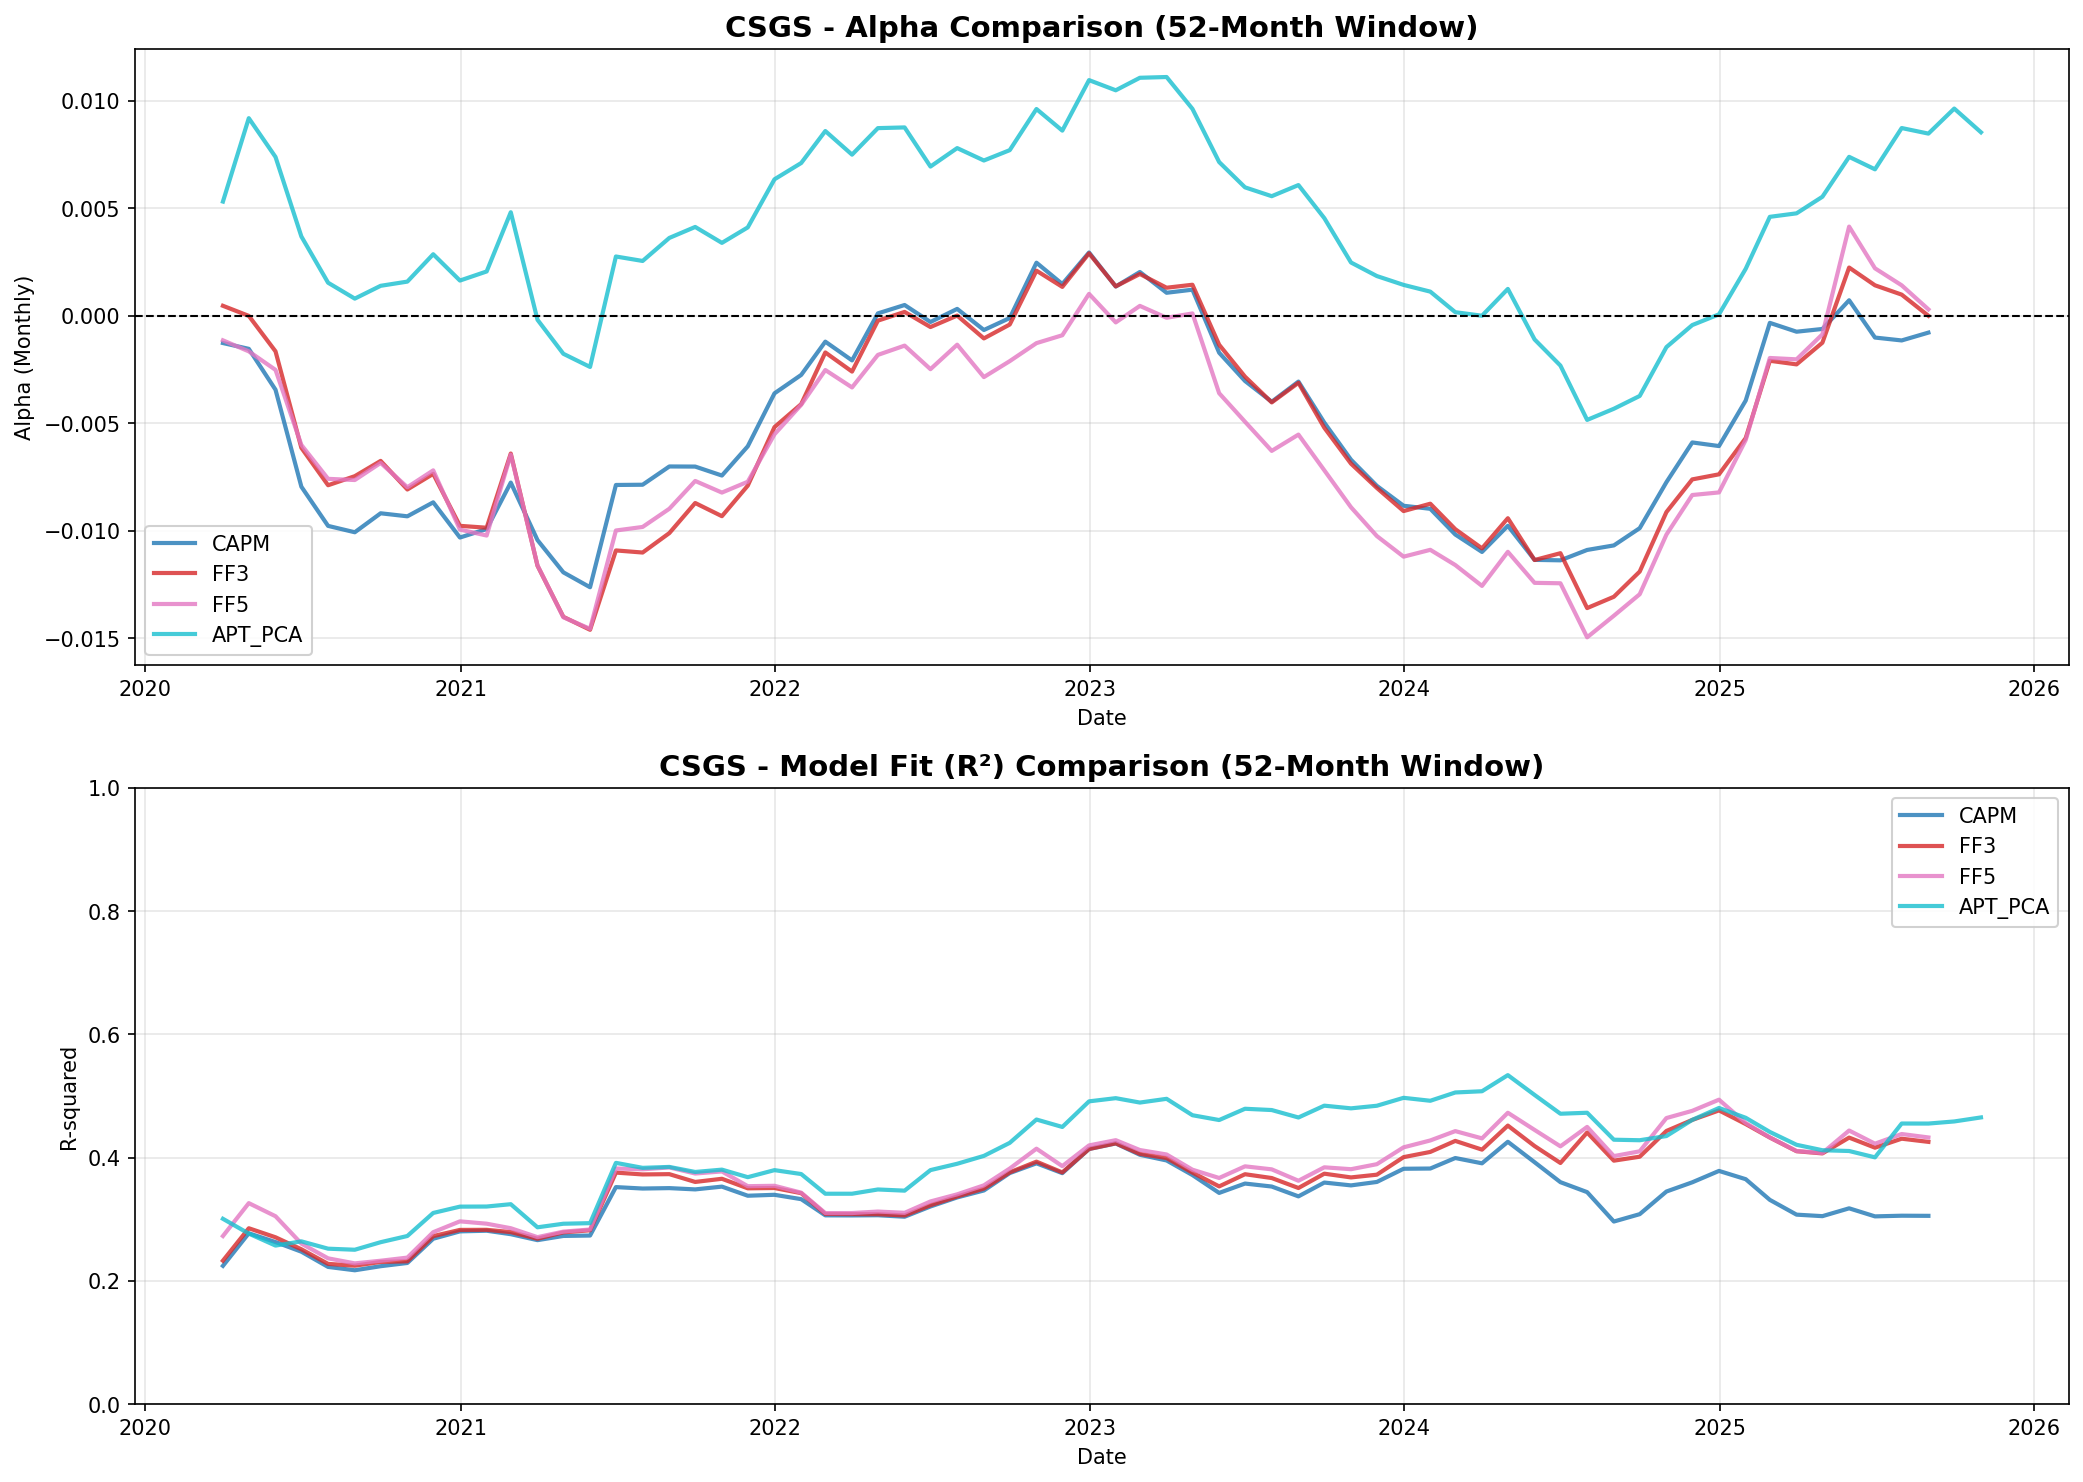 CSGS - Alpha Comparison (52-Month Window)
Alpha (Monthly)
0.010
0.005
0.000
−0.005
−0.010
−0.015
CAPM
FF3
FF5
APT_PCA
2020 2021 2022 2023 2024 2025 2026
Date
CSGS - Model Fit (R²) Comparison (52-Month Window)
R-squared
1.0
0.8
0.6
0.4
0.2
0.0
CAPM
FF3
FF5
APT_PCA
2020 2021 2022 2023 2024 2025 2026
Date